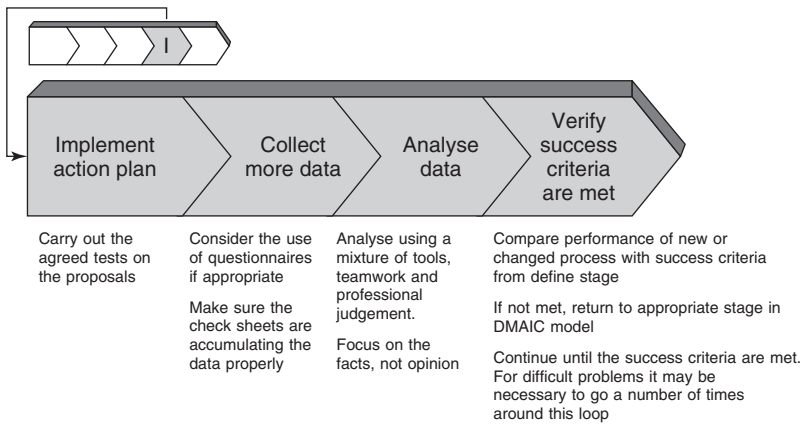 I
Implement
action plan
Collect
more data
Analyse
data
Verify
success
criteria
are met
Carry out the
agreed tests on
the proposals
Consider the use
of questionnaires
if appropriate
Make sure the
check sheets are
accumulating the
data properly
Analyse using a
mixture of tools,
teamwork and
professional
judgement.
Focus on the
facts, not opinion
Compare performance of new or
changed process with success criteria
from define stage
If not met, return to appropriate stage in
DMAIC model
Continue until the success criteria are met.
For difficult problems it may be
necessary to go a number of times
around this loop